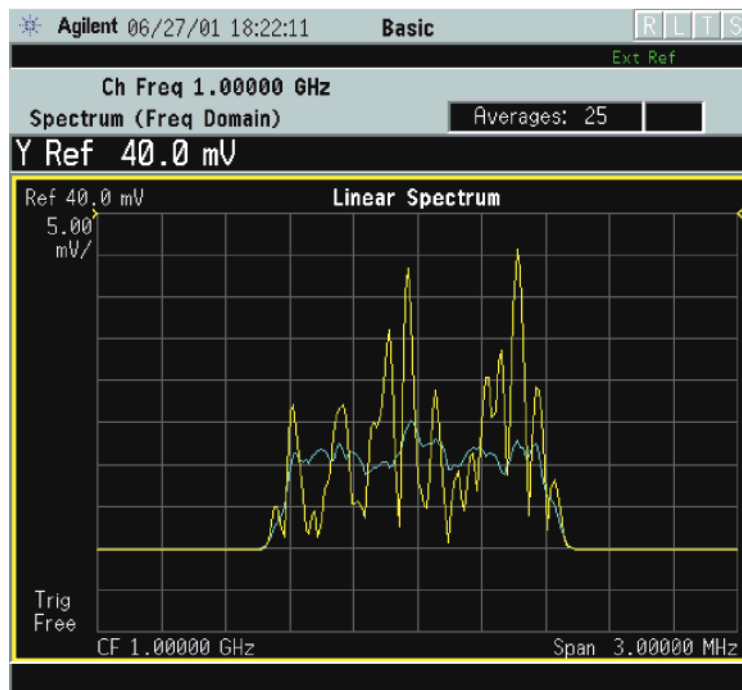 Agilent 06/27/01 18:22:11 Basic R L T S
Ext Ref
Ch Freq 1.00000 GHz
Spectrum (Freq Domain) Averages: 25
Y Ref 40.0 mV
Ref 40.0 mV Linear Spectrum
5.00
mV/
Trig
Free
CF 1.00000 GHz Span 3.00000 MHz